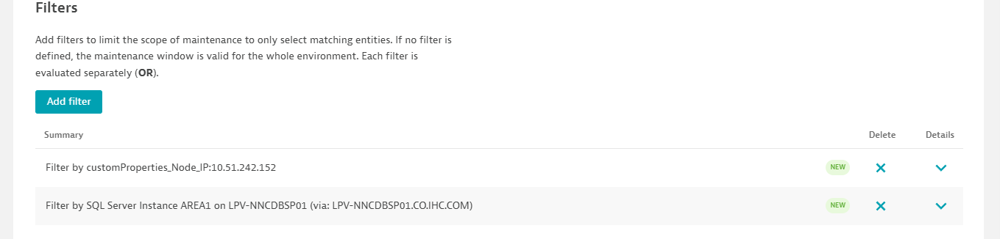 Filters
Add filters to limit the scope of maintenance to only select matching entities. If no filter is
defined, the maintenance window is valid for the whole environment. Each filter is
evaluated separately (OR).
Add filter
Summary Delete Details
Filter by customProperties_Node_IP:10.51.242.152 NEW
Filter by SQL Server Instance AREA1 on LPV-NNCDBSP01 (via: LPV-NNCDBSP01.CO.IHC.COM) NEW